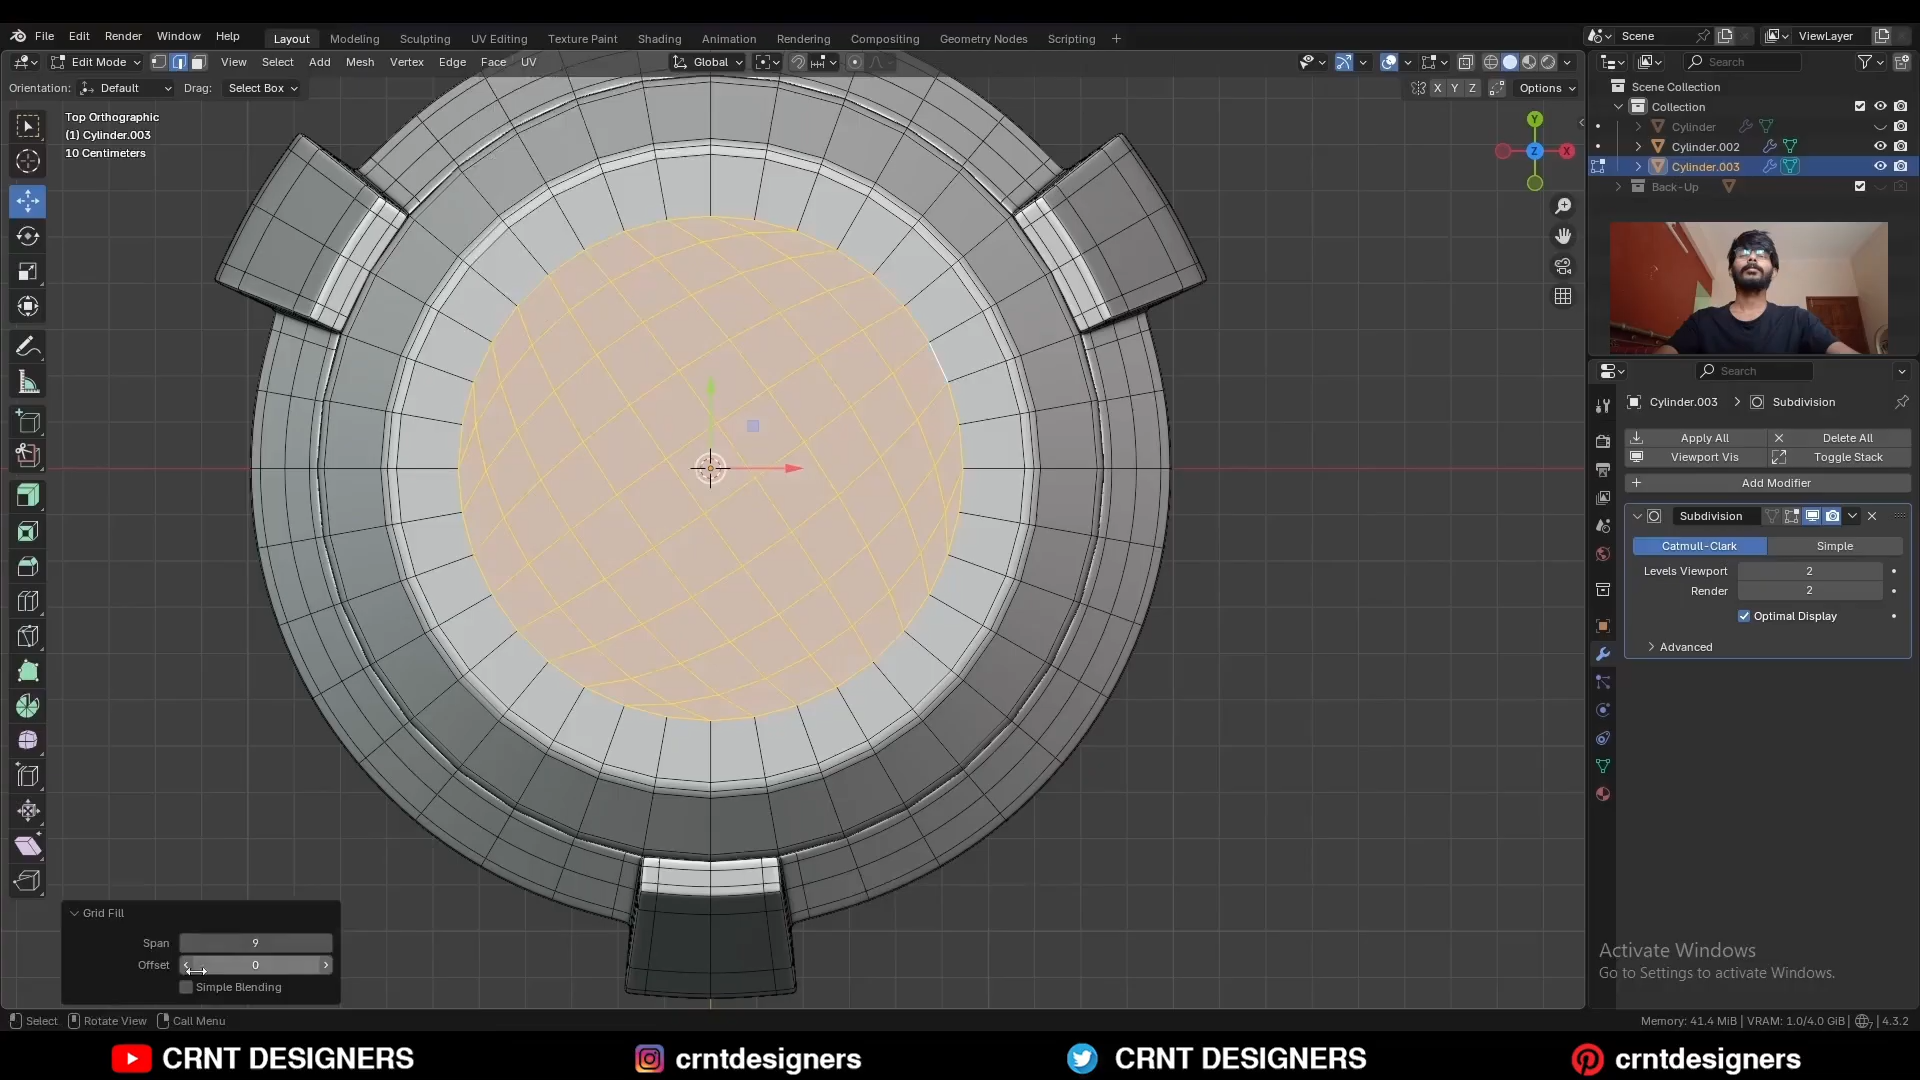 File Edit Render Window Help Layout Modeling Sculpting UV Editing Texture Paint Shading Animation Rendering Compositing Geometry Nodes Scripting + Scene ViewLayer
Edit Mode View Select Add Mesh Vertex Edge Face UV Global Search
Orientation: Default Drag: Select Box X Y Z Options
Scene Collection
Collection
Cylinder
Cylinder.002
Cylinder.003
Back-Up
Top Orthographic
(1) Cylinder.003
10 Centimeters
Y
X
Z
Search
Cylinder.003 > Subdivision
Apply All Delete All
Viewport Vis Toggle Stack
Add Modifier
Subdivision
Catmull-Clark Simple
Levels Viewport 2
Render 2
Optimal Display
Advanced
Grid Fill
Span 9
Offset 0
Simple Blending
Activate Windows
Go to Settings to activate Windows.
Select Rotate View Call Menu Memory: 41.4 MiB | VRAM: 1.0/4.0 GiB | 7 | 4.3.2
CRNT DESIGNERS crntdesigners CRNT DESIGNERS crntdesigners